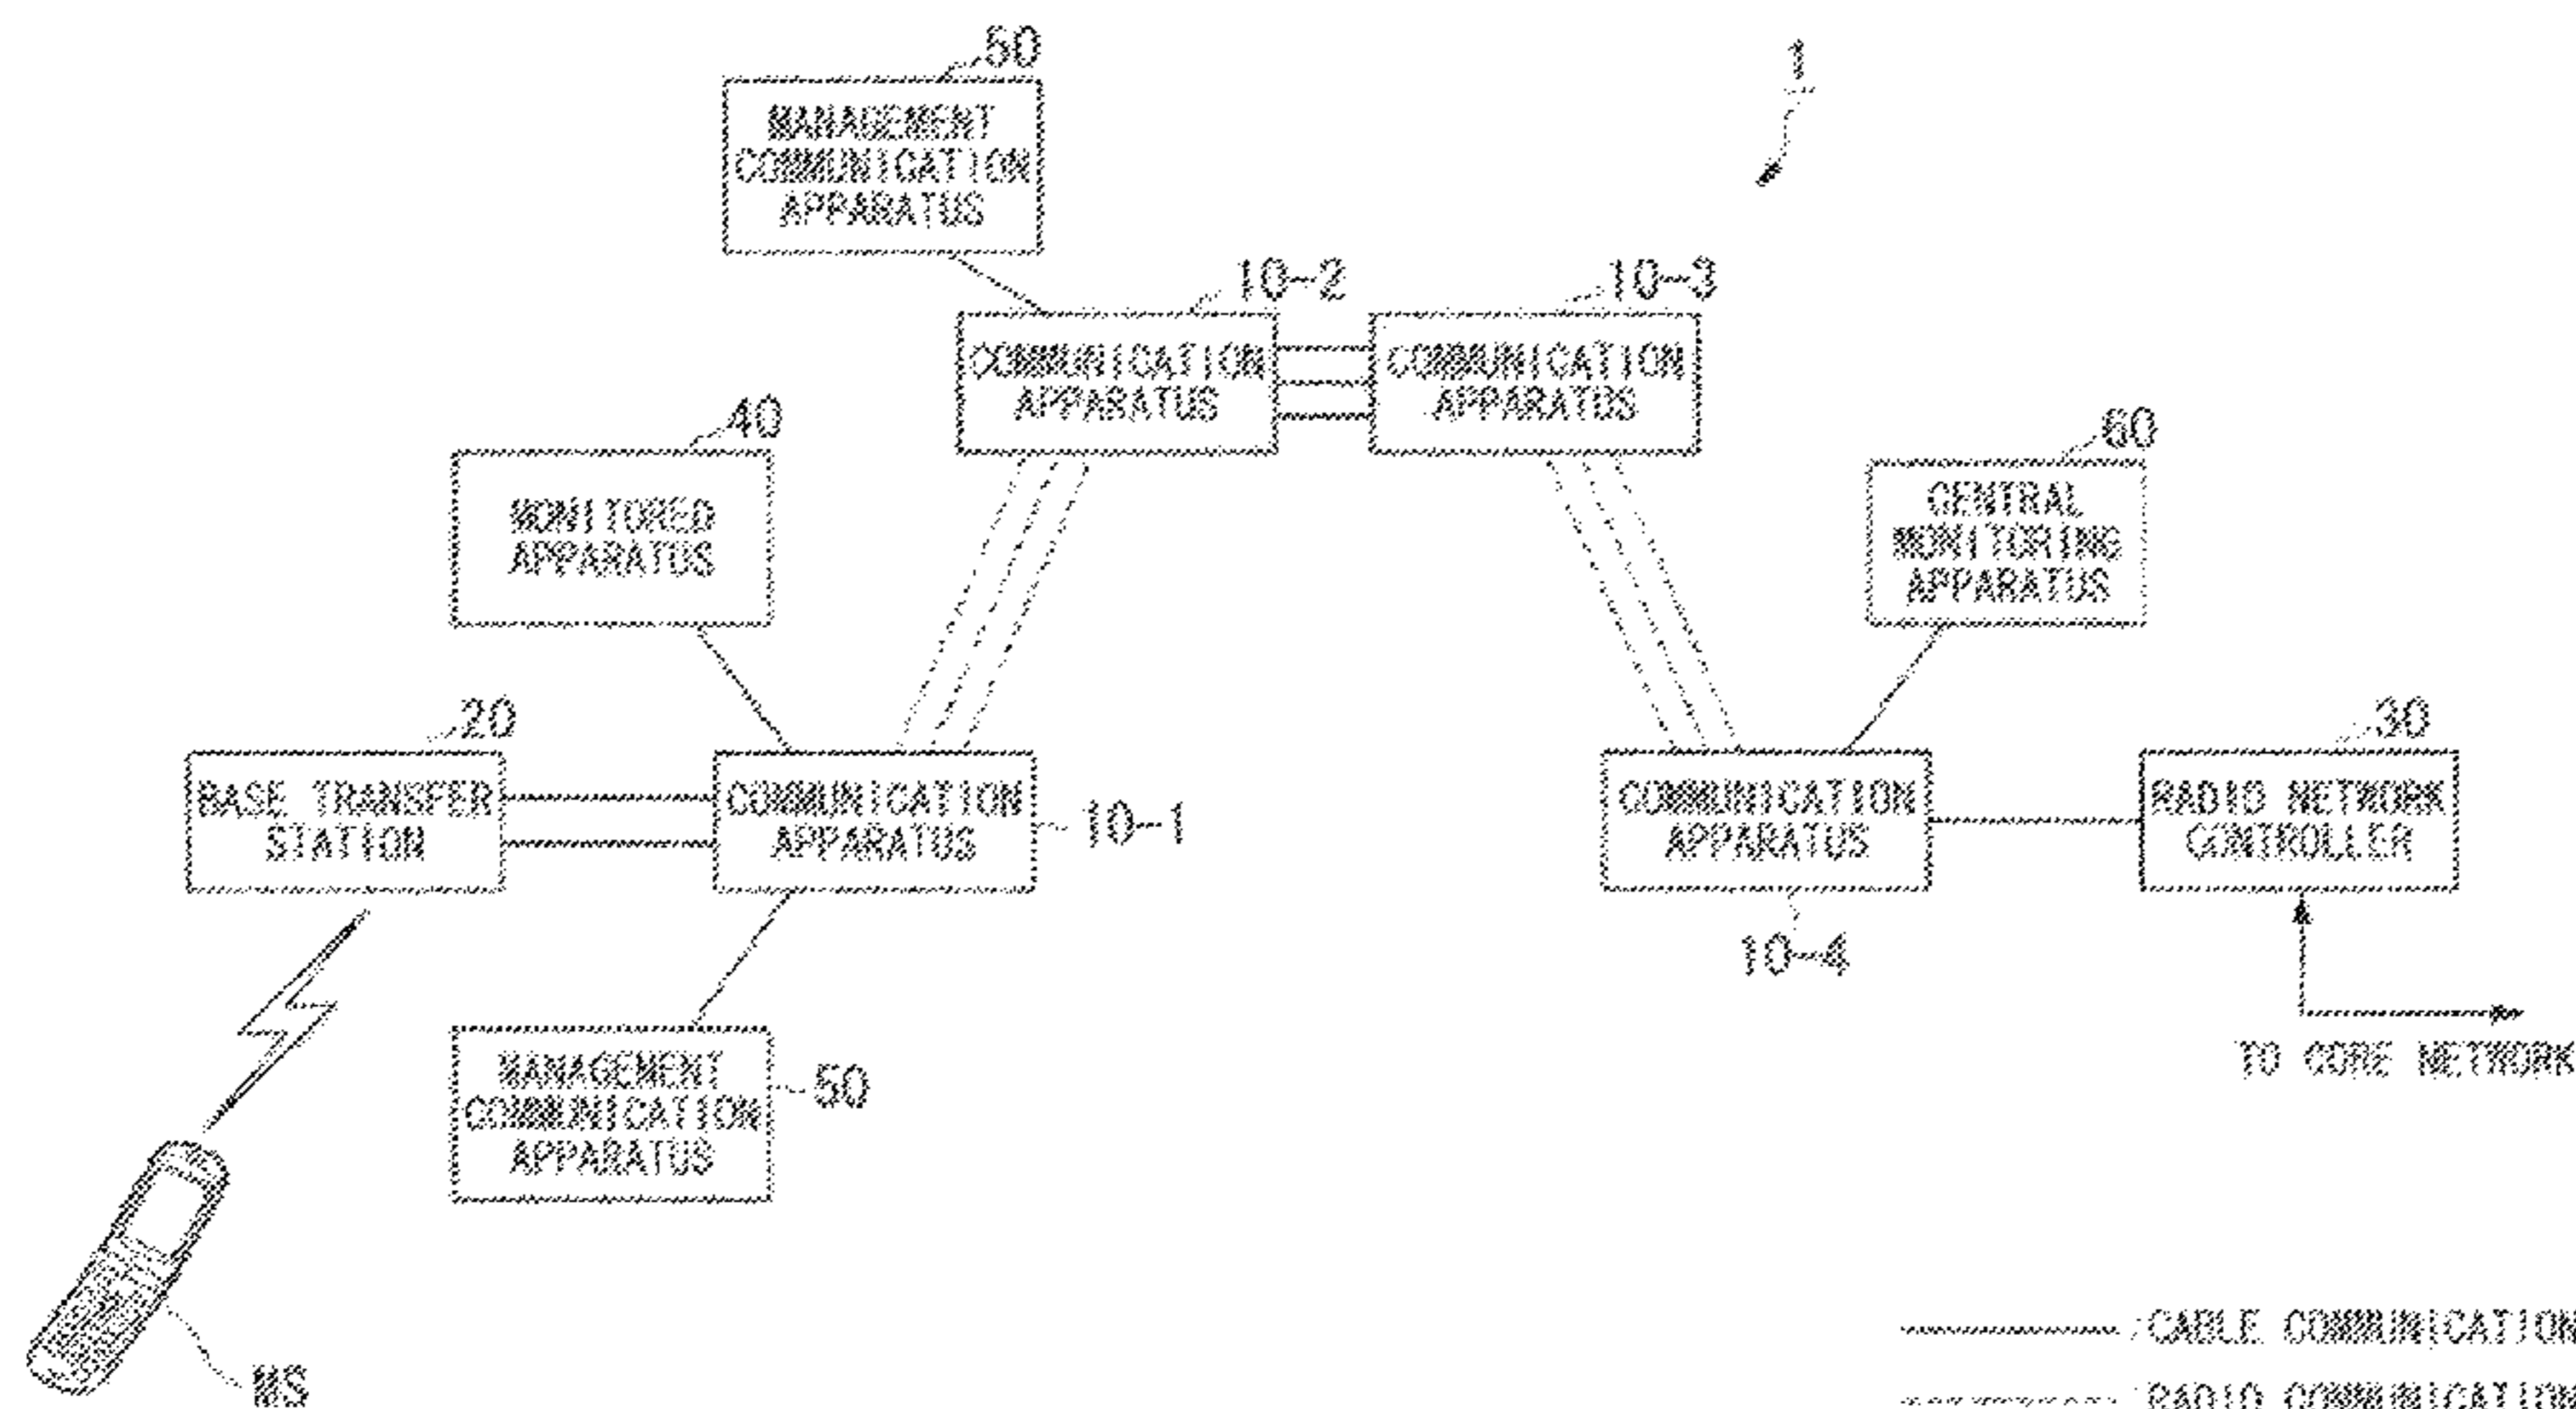 50
1
MANAGEMENT
COMMUNICATION
APPARATUS
10-2
10-3
COMMUNICATION
APPARATUS
COMMUNICATION
APPARATUS
40
60
MONITORED
APPARATUS
CENTRAL
MONITORING
APPARATUS
20
30
BASE TRANSFER
STATION
COMMUNICATION
APPARATUS
10-1
COMMUNICATION
APPARATUS
RADIO NETWORK
CONTROLLER
10-4
TO CORE NETWORK
MANAGEMENT
COMMUNICATION
APPARATUS
50
MS
:CABLE COMMUNICATION
:RADIO COMMUNICATION